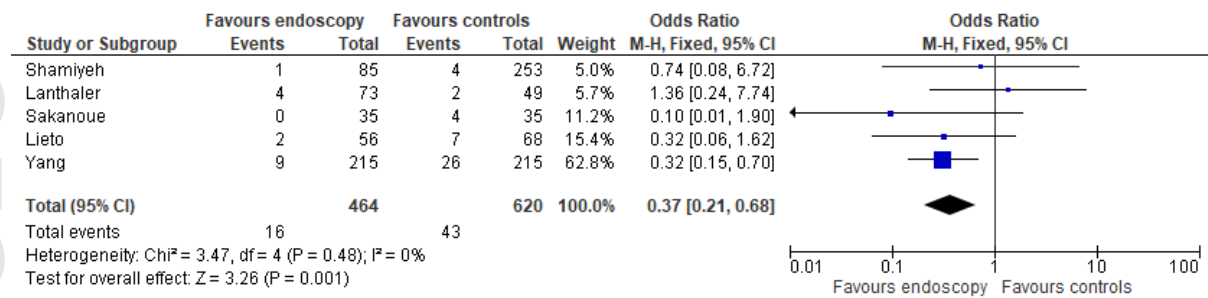 Favours endoscopy Favours controls Odds Ratio Odds Ratio
Study or Subgroup Events Total Events Total Weight M-H, Fixed, 95% CI M-H, Fixed, 95% CI
Shamiyeh 1 85 4 253 5.0% 0.74 [0.08, 6.72]
Lanthaler 4 73 2 49 5.7% 1.36 [0.24, 7.74]
Sakanoue 0 35 4 35 11.2% 0.10 [0.01, 1.90]
Lieto 2 56 7 68 15.4% 0.32 [0.06, 1.62]
Yang 9 215 26 215 62.8% 0.32 [0.15, 0.70]
Total (95% CI) 464 620 100.0% 0.37 [0.21, 0.68]
Total events 16 43
Heterogeneity: Chi² = 3.47, df = 4 (P = 0.48); I² = 0%
Test for overall effect: Z = 3.26 (P = 0.001)
0.01 0.1 1 10 100
Favours endoscopy Favours controls